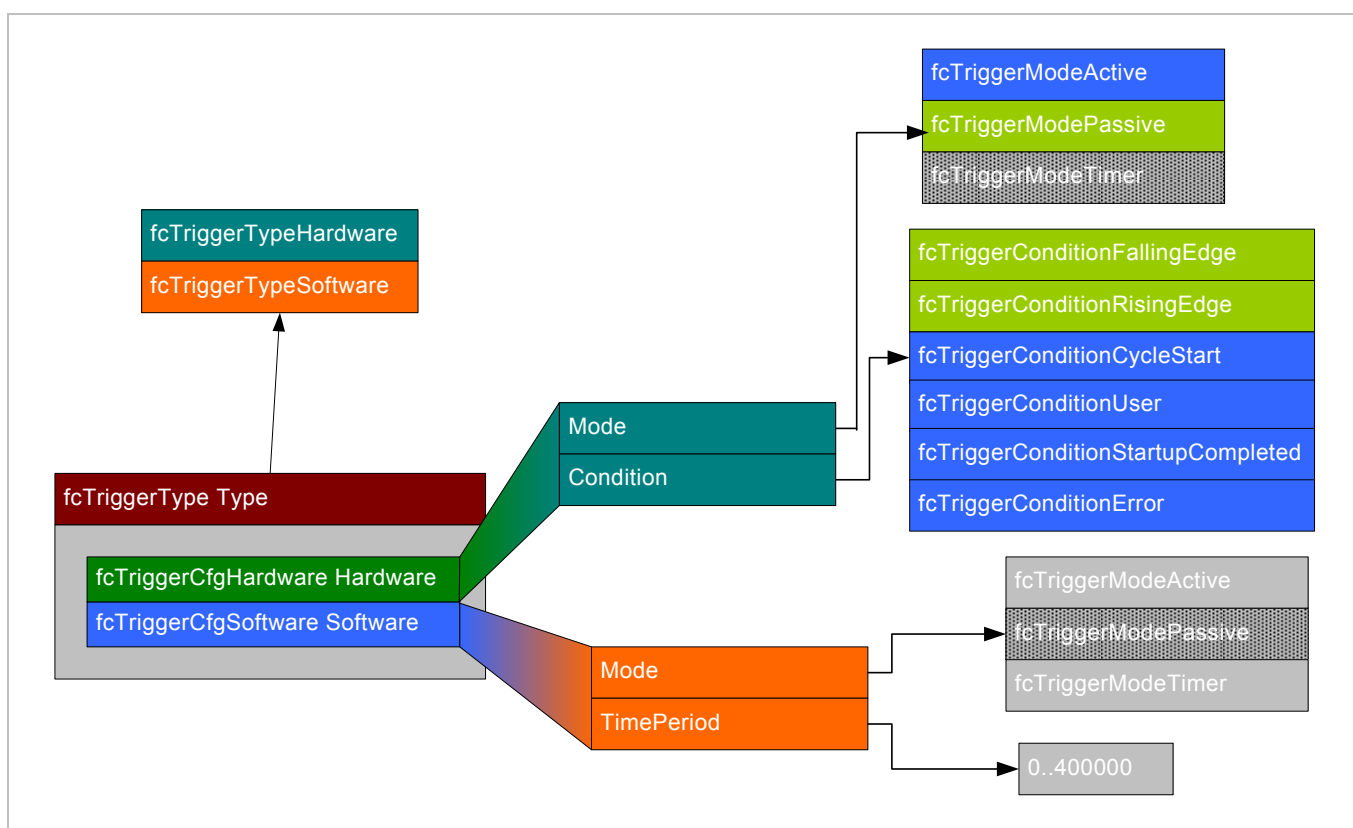 fcTriggerModeActive
fcTriggerModePassive
fcTriggerModeTimer
fcTriggerTypeHardware
fcTriggerTypeSoftware
fcTriggerConditionFallingEdge
fcTriggerConditionRisingEdge
fcTriggerConditionCycleStart
fcTriggerConditionUser
fcTriggerConditionStartupCompleted
fcTriggerConditionError
Mode
Condition
fcTriggerType Type
fcTriggerCfgHardware Hardware
fcTriggerCfgSoftware Software
fcTriggerModeActive
fcTriggerModePassive
fcTriggerModeTimer
Mode
TimePeriod
0..400000